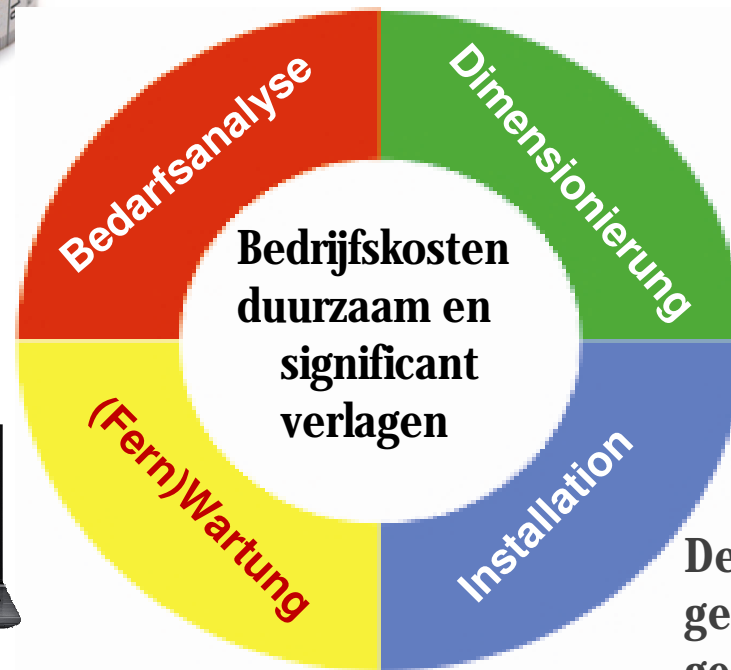 Bedarfsanalyse
Dimensionierung
Bedrijfskosten
duurzaam en
significant
verlagen
(Fern)Wartung
Installation